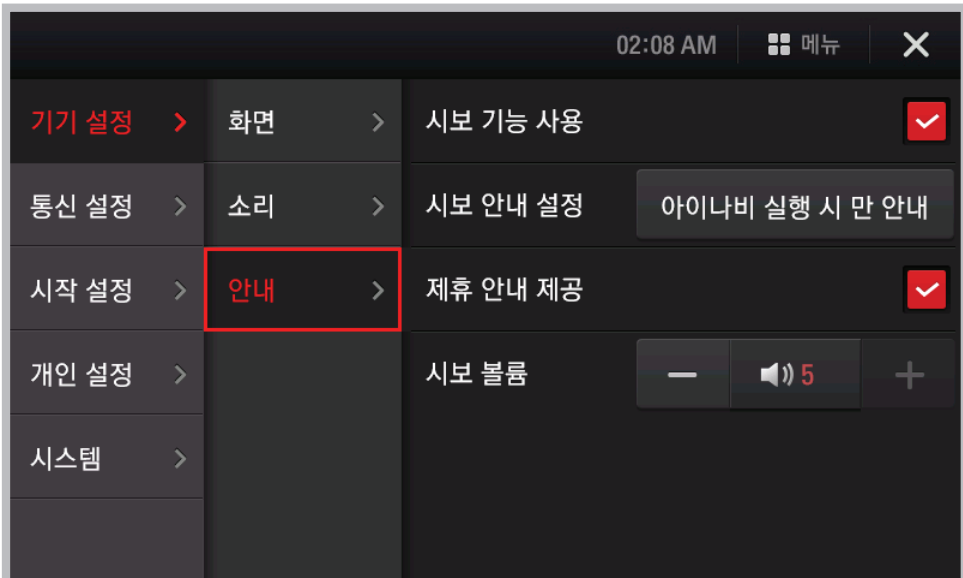 02:08 AM 메뉴
기기 설정
통신 설정
시작 설정
개인 설정
시스템
화면
소리
안내
시보 기능 사용
시보 안내 설정 아이나비 실행 시 만 안내
제휴 안내 제공
시보 볼륨 5